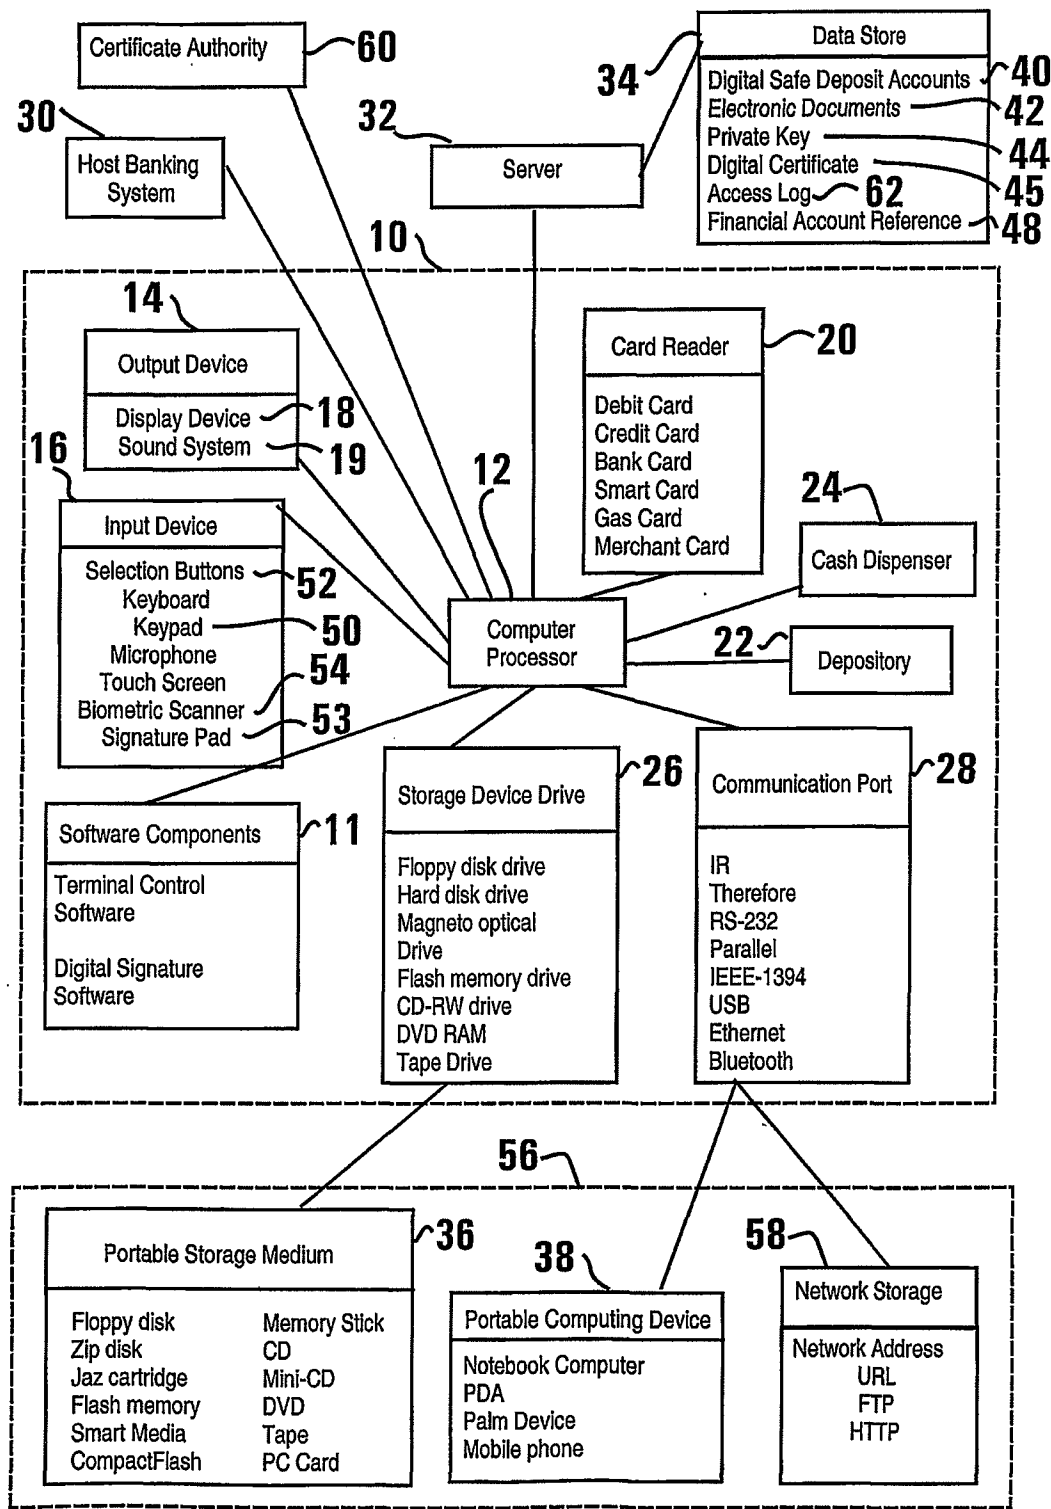 Certificate Authority
60
34
Data Store
Digital Safe Deposit Accounts
40
Electronic Documents
42
Private Key
44
Digital Certificate
45
Access Log
62
Financial Account Reference
48
30
Host Banking
System
32
Server
10
14
Output Device
Display Device
18
Sound System
19
Card Reader
20
Debit Card
Credit Card
Bank Card
Smart Card
Gas Card
Merchant Card
16
Input Device
Selection Buttons
52
Keyboard
Keypad
50
Microphone
54
Touch Screen
Biometric Scanner
53
Signature Pad
12
Computer
Processor
24
Cash Dispenser
22
Depository
Software Components
11
Terminal Control
Software
Digital Signature
Software
Storage Device Drive
26
Floppy disk drive
Hard disk drive
Magneto optical
Drive
Flash memory drive
CD-RW drive
DVD RAM
Tape Drive
Communication Port
28
IR
Therefore
RS-232
Parallel
IEEE-1394
USB
Ethernet
Bluetooth
56
Portable Storage Medium
36
Floppy disk
Zip disk
Jaz cartridge
Flash memory
Smart Media
CompactFlash
Memory Stick
CD
Mini-CD
DVD
Tape
PC Card
38
Portable Computing Device
Notebook Computer
PDA
Palm Device
Mobile phone
58
Network Storage
Network Address
URL
FTP
HTTP